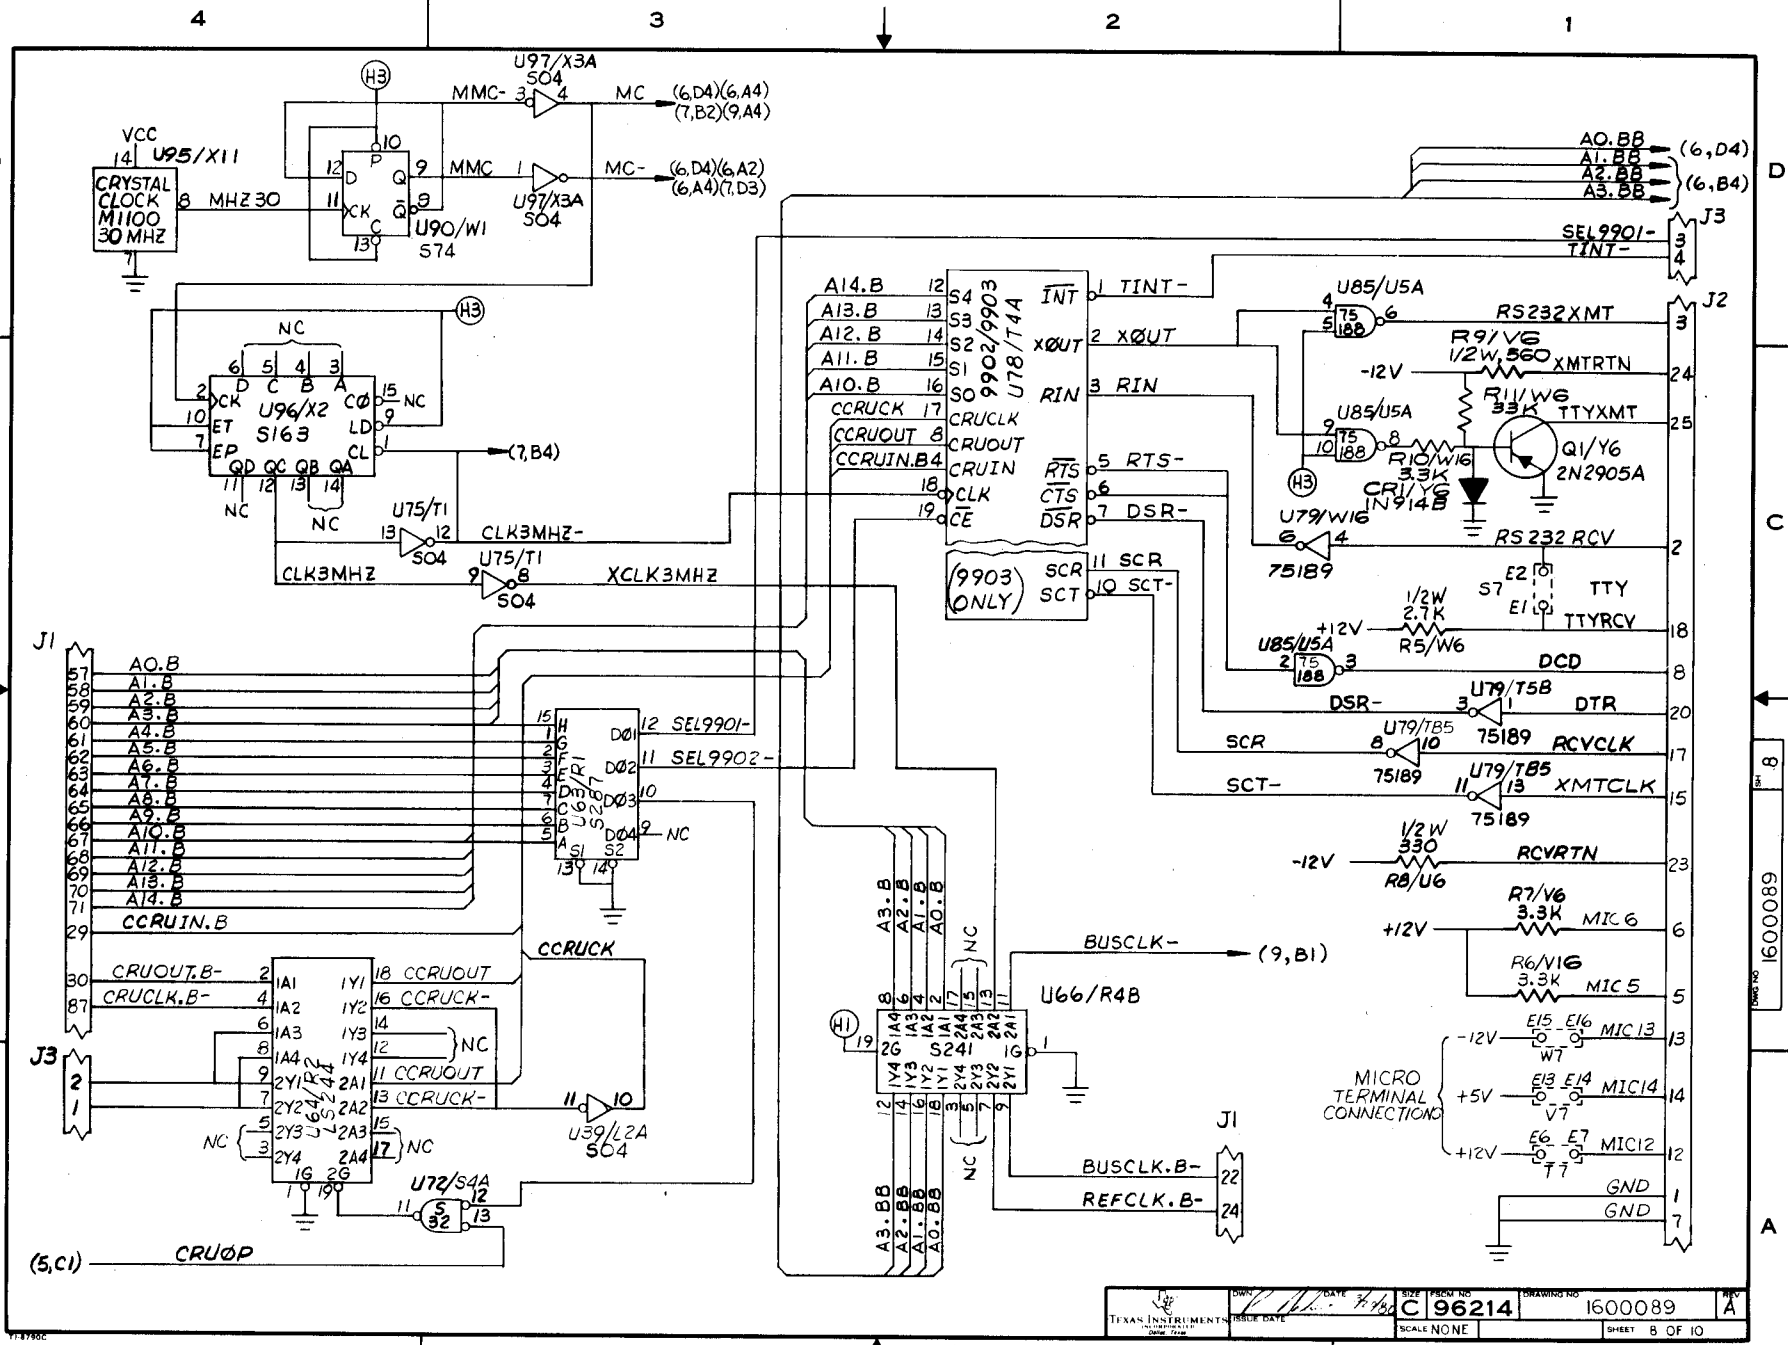 4 3 2 1
D
C
A
VCC
14 U95/X11
CRYSTAL
CLOCK
M1100
30 MHZ
8 MHZ30
7
H3
10
P
12 D Q 9
11 CK Q̅ 8
C
13
U90/W1
S74
MMC- 3 4 MC (6,D4)(6,A4)
(7,B2)(9,A4)
U97/X3A
S04
MMC 1 MC- (6,D4)(6,A2)
(6,A4)(7,D3)
U97/X3A
S04
H3
NC
6 5 4 3
D C B A
2 CK CØ 15 NC
10 ET LD 9
7 EP CL 1 (7,B4)
U96/X2
S163
QD QC QB QA
11 12 13 14
NC NC
U75/T1
13 12 CLK3MHZ-
S04
U75/T1
CLK3MHZ 9 8 XCLK3MHZ
S04
A0.BB (6,D4)
A1.BB
A2.BB (6,B4)
A3.BB
J3
SEL9901- 3
TINT- 4
A14.B 12 S4
A13.B 13 S3
A12.B 14 S2
A11.B 15 S1
A10.B 16 S0
CCRUCK 17 CRUCLK
CCRUOUT 8 CRUOUT
CCRUIN.B4 CRUIN
18 CLK
19 CE
9902/9903
U78/T4A
INT 1 TINT-
XØUT 2 XØUT
RIN 3 RIN
RTS 5 RTS-
CTS 6
DSR 7 DSR-
(9903
ONLY)
SCR 11 SCR
SCT 10 SCT-
J2
U85/U5A
4
5 75
188 6 RS232XMT 3
R9/V6
1/2W,560
-12V XMTRTN 24
R11/W6
33K
TTYXMT 25
U85/U5A
9
10 75
188 8
H3
R10/W16
3.3K
CR1/Y6
1N914B
Q1/Y6
2N2905A
U79/W16
6 4 RS232 RCV 2
75189
E2
S7 TTY
E1
1/2W
2.7K
+12V TTYRCV 18
R5/W6
U85/U5A
2 75
188 3 DCD 8
U79/T5B
DSR- 3 1 DTR 20
75189
U79/TB5
SCR 8 10 RCVCLK 17
75189
U79/TB5
SCT- 11 13 XMTCLK 15
75189
1/2W
330
-12V RCVRTN 23
R8/U6
R7/V6
3.3K
+12V MIC6 6
R6/V16
3.3K
MIC5 5
-12V E15 E16 MIC13 13
W7
+5V E13 E14 MIC14 14
V7
+12V E6 E7 MIC12 12
T7
MICRO
TERMINAL
CONNECTIONS
GND 1
GND 7
J1
57 A0.B
58 A1.B
59 A2.B
60 A3.B
61 A4.B
62 A5.B
63 A6.B
64 A7.B
65 A8.B
66 A9.B
67 A10.B
68 A11.B
69 A12.B
70 A13.B
71 A14.B
29 CCRUIN.B
30 CRUOUT.B-
87 CRUCLK.B-
15 H
1 G
2 F
3 E
4 D
7 C
6 B
5 A
U63/R1
S287
DØ1 12 SEL9901-
DØ2 11 SEL9902-
DØ3 10
DØ4 9 NC
S1 S2
13 14
CCRUCK
2 1A1 1Y1 18 CCRUOUT
4 1A2 1Y2 16 CCRUCK-
6 1A3 1Y3 14
8 1A4 1Y4 12 NC
9 2Y1 2A1 11 CCRUOUT
7 2Y2 2A2 13 CCRUCK-
5 2Y3 2A3 15
3 2Y4 2A4 17 NC
NC
U64/R2
LS244
1G 2G
1 19
J3
2
1
11 10
U39/L2A
S04
U72/S4A
11 S
32 12
13
(5,C1) CRUØP
A3.B A2.B A1.B A0.B NC
8 6 4 2 17 15 13 11
1A4 1A3 1A2 1A1 2A4 2A3 2A2 2A1
H1
19 2G S241 1G 1
U66/R4B
1Y4 1Y3 1Y2 1Y1 2Y4 2Y3 2Y2 2Y1
12 14 16 18 3 5 7 9
NC
A3.BB A2.BB A1.BB A0.BB
BUSCLK- (9,B1)
J1
BUSCLK.B- 22
REFCLK.B- 24
SH 8
DWG NO 1600089
TEXAS INSTRUMENTS
INCORPORATED
Dallas, Texas
DWN DATE
ISSUE DATE
SIZE C
FSCM NO 96214
DRAWING NO 1600089
REV A
SCALE NONE
SHEET 8 OF 10
TI-8790C